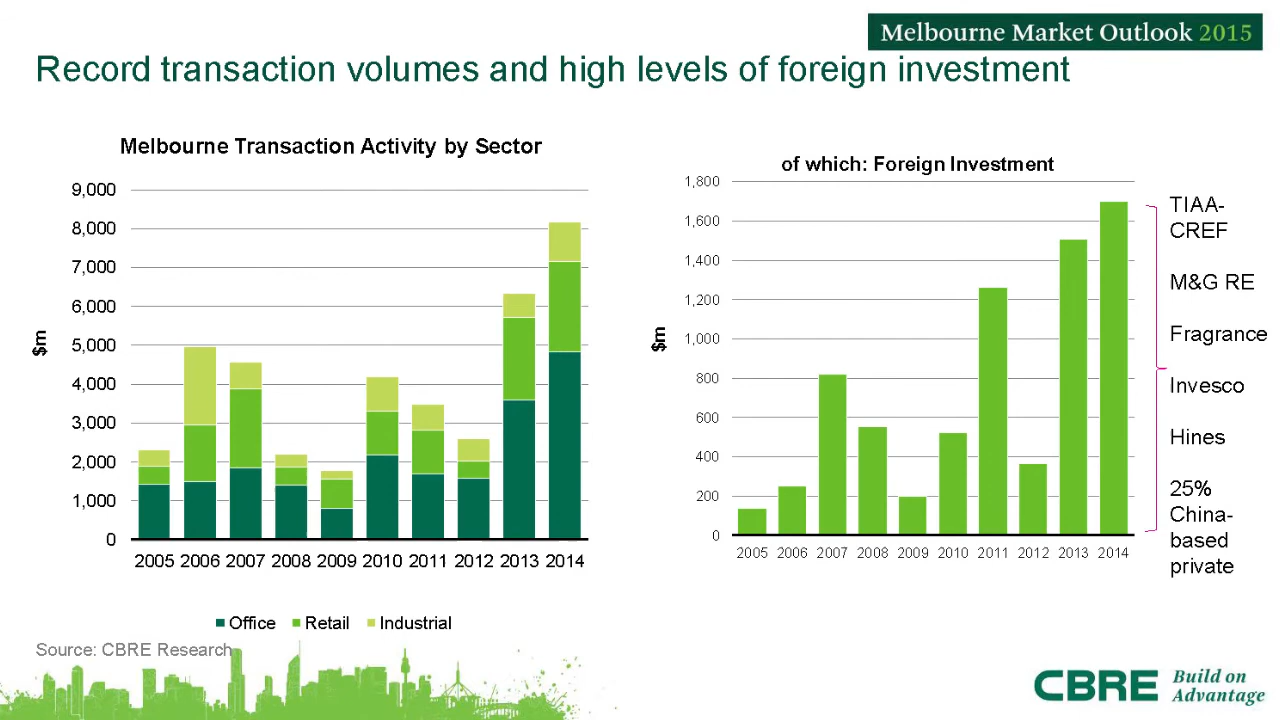 Melbourne Market Outlook 2015
Record transaction volumes and high levels of foreign investment
Melbourne Transaction Activity by Sector
9,000
8,000
7,000
6,000
5,000
4,000
3,000
2,000
1,000
0
$m
2005 2006 2007 2008 2009 2010 2011 2012 2013 2014
Office Retail Industrial
Source: CBRE Research
of which: Foreign Investment
1,800
1,600
1,400
1,200
1,000
800
600
400
200
0
$m
2005 2006 2007 2008 2009 2010 2011 2012 2013 2014
TIAA-
CREF
M&G RE
Fragrance
Invesco
Hines
25%
China-
based
private
CBRE
Build on
Advantage